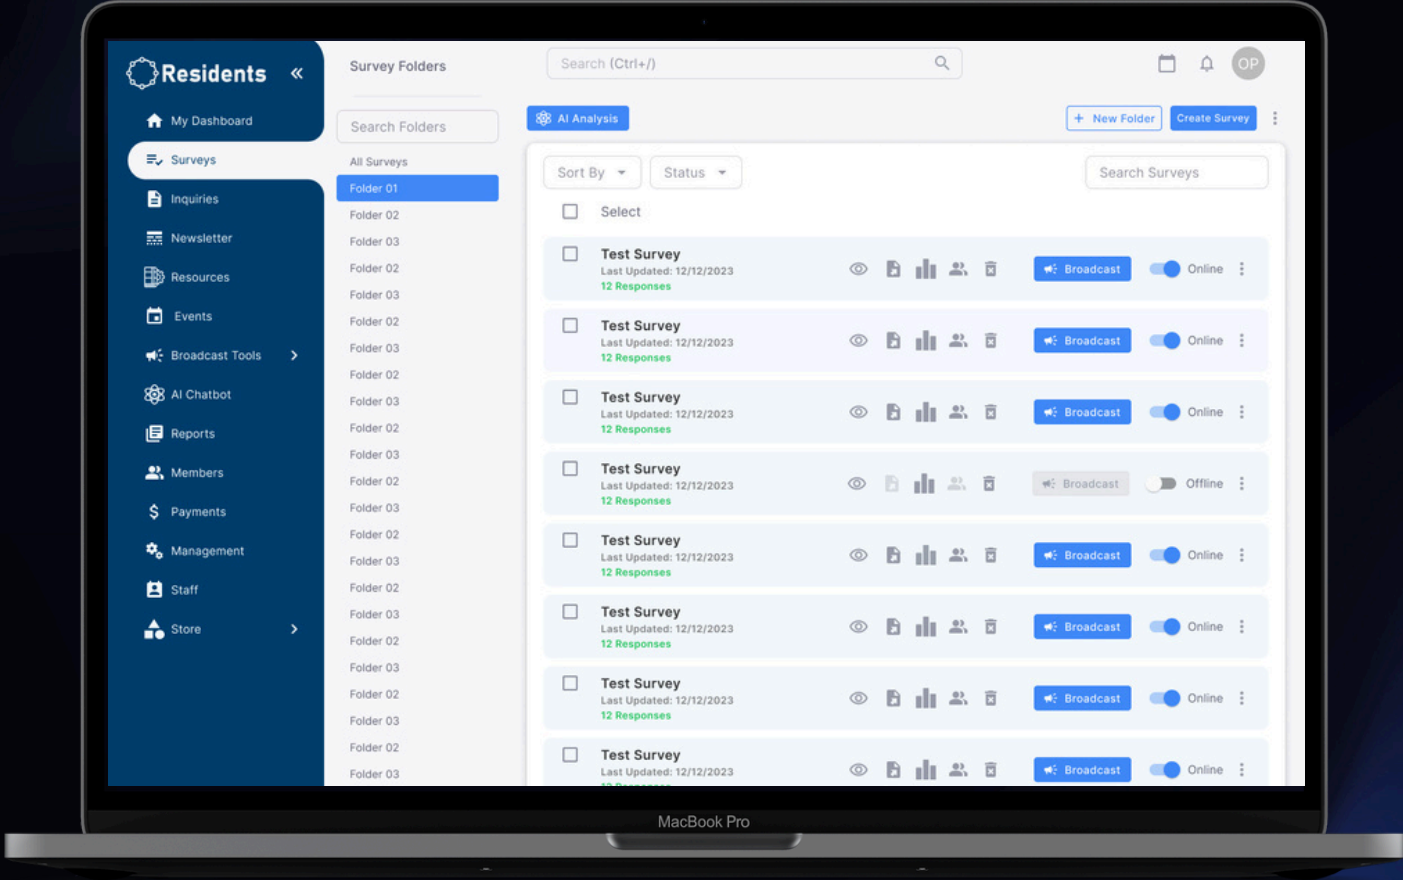 Residents
«
My Dashboard
Surveys
Inquiries
Newsletter
Resources
Events
Broadcast Tools
AI Chatbot
Reports
Members
Payments
Management
Staff
Store
Survey Folders
Search Folders
All Surveys
Folder 01
Folder 02
Folder 03
Folder 02
Folder 03
Folder 02
Folder 03
Folder 02
Folder 03
Folder 02
Folder 03
Folder 02
Folder 03
Folder 02
Folder 03
Folder 02
Folder 03
Folder 02
Folder 03
Folder 02
Folder 03
Folder 02
Folder 03
Search (Ctrl+/)
OP
AI Analysis
+ New Folder
Create Survey
Sort By
Status
Search Surveys
Select
Test Survey
Last Updated: 12/12/2023
12 Responses
Broadcast
Online
Test Survey
Last Updated: 12/12/2023
12 Responses
Broadcast
Online
Test Survey
Last Updated: 12/12/2023
12 Responses
Broadcast
Online
Test Survey
Last Updated: 12/12/2023
12 Responses
Broadcast
Offline
Test Survey
Last Updated: 12/12/2023
12 Responses
Broadcast
Online
Test Survey
Last Updated: 12/12/2023
12 Responses
Broadcast
Online
Test Survey
Last Updated: 12/12/2023
12 Responses
Broadcast
Online
Test Survey
Last Updated: 12/12/2023
Broadcast
Online
MacBook Pro